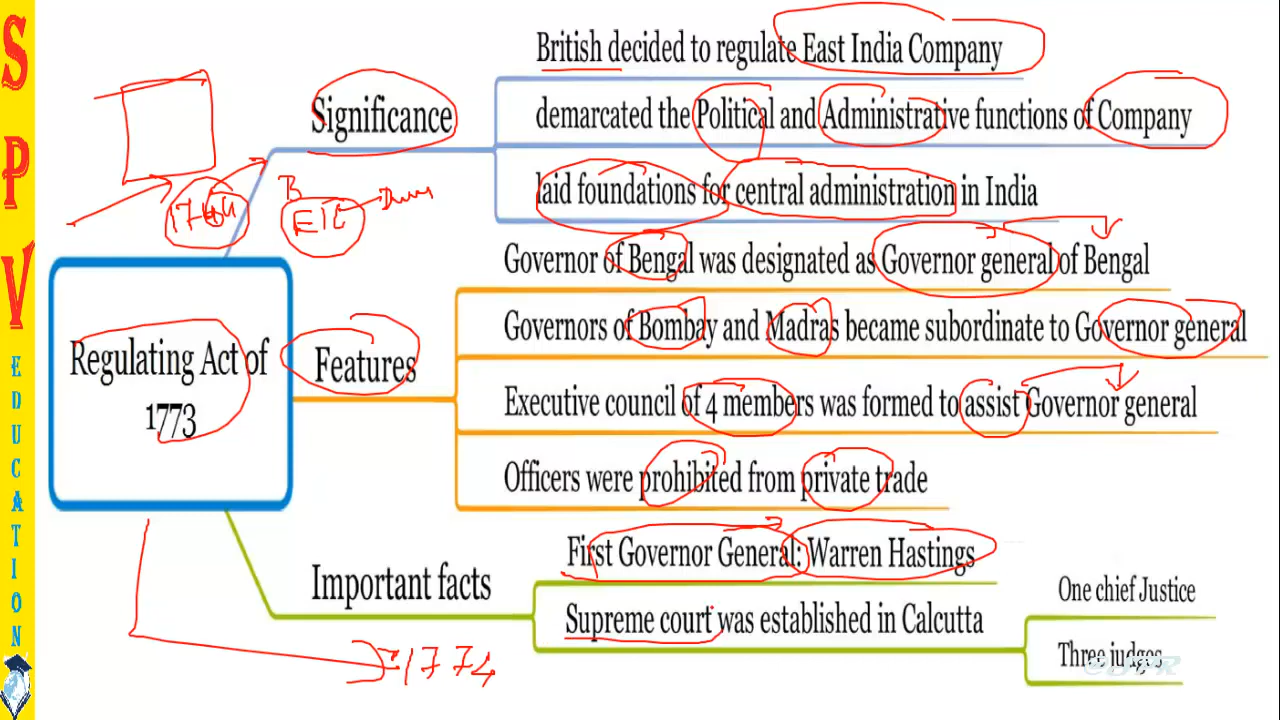 SPV
EDUCATION
British decided to regulate East India Company
Significance
demarcated the Political and Administrative functions of Company
laid foundations for central administration in India
Governor of Bengal was designated as Governor general of Bengal
Governors of Bombay and Madras became subordinate to Governor general
Regulating Act of
1773
Features
Executive council of 4 members was formed to assist Governor general
Officers were prohibited from private trade
First Governor General: Warren Hastings
Important facts
Supreme court was established in Calcutta
One chief Justice
Three judges
1774